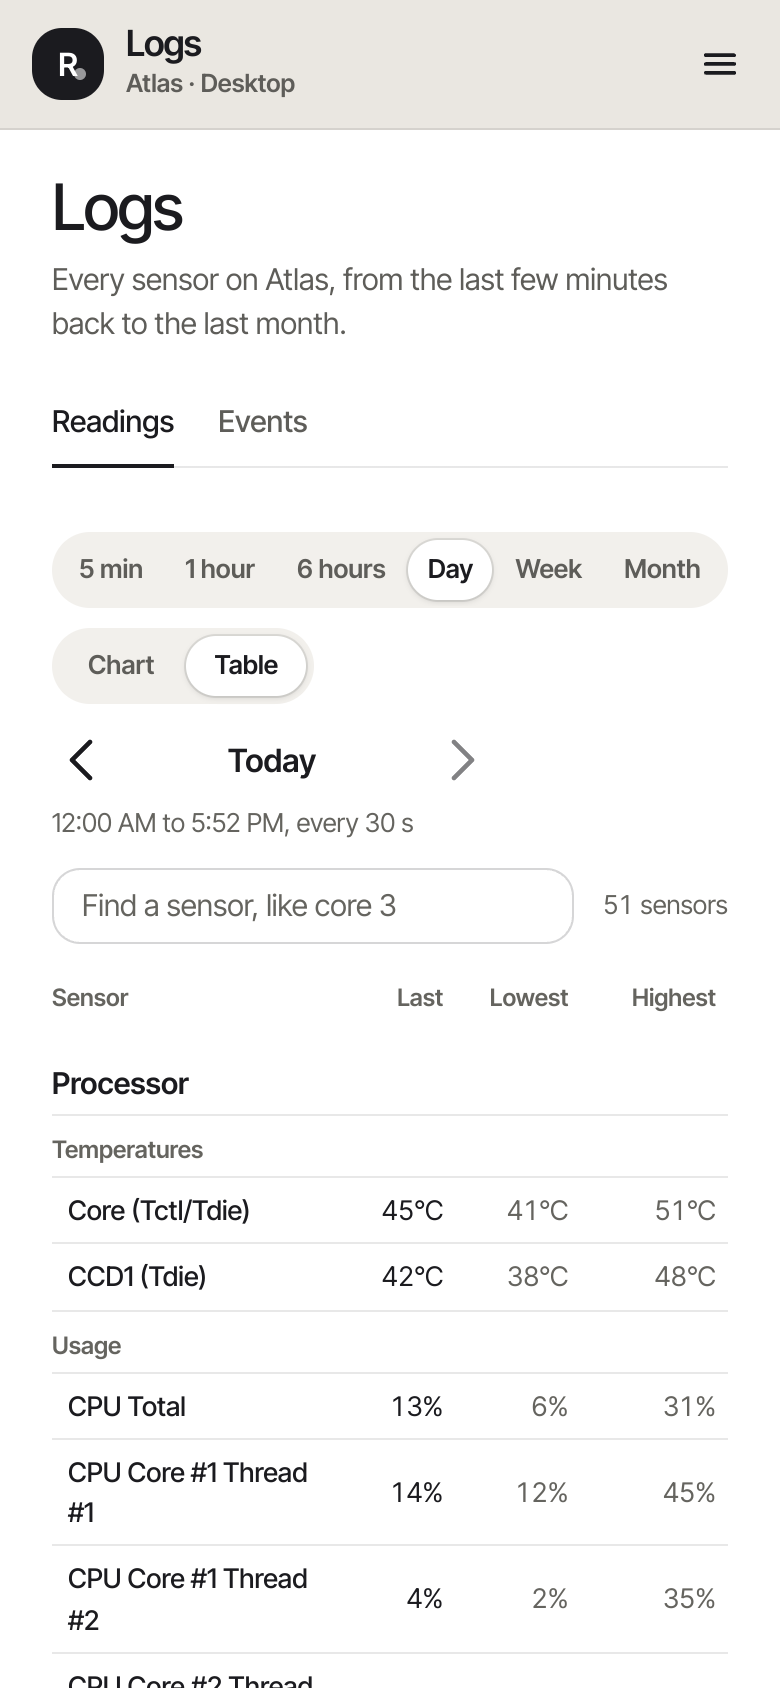 R
Logs
Atlas · Desktop
Logs
Every sensor on Atlas, from the last few minutes
back to the last month.
Readings Events
5 min 1 hour 6 hours Day Week Month
Chart Table
Today
12:00 AM to 5:52 PM, every 30 s
Find a sensor, like core 3 51 sensors
Sensor Last Lowest Highest
Processor
Temperatures
Core (Tctl/Tdie) 45°C 41°C 51°C
CCD1 (Tdie) 42°C 38°C 48°C
Usage
CPU Total 13% 6% 31%
CPU Core #1 Thread
#1 14% 12% 45%
CPU Core #1 Thread
#2 4% 2% 35%
CPU Core #2 Thread